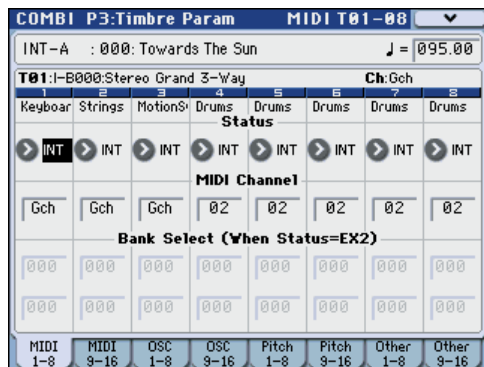 COMBI P3:Timbre Param MIDI T01-08
INT-A :000:Towards The Sun ♩= 095.00
T01:I-B000:Stereo Grand 3-Way Ch:Gch
1 2 3 4 5 6 7 8
Keyboar Strings MotionS Drums Drums Drums Drums Drums
Status
INT INT INT INT INT INT INT INT
MIDI Channel
Gch Gch Gch 02 02 02 02 02
Bank Select (When Status=EX2)
000 000 000 000 000 000 000 000
000 000 000 000 000 000 000 000
MIDI MIDI OSC OSC Pitch Pitch Other Other
1-8 9-16 1-8 9-16 1-8 9-16 1-8 9-16